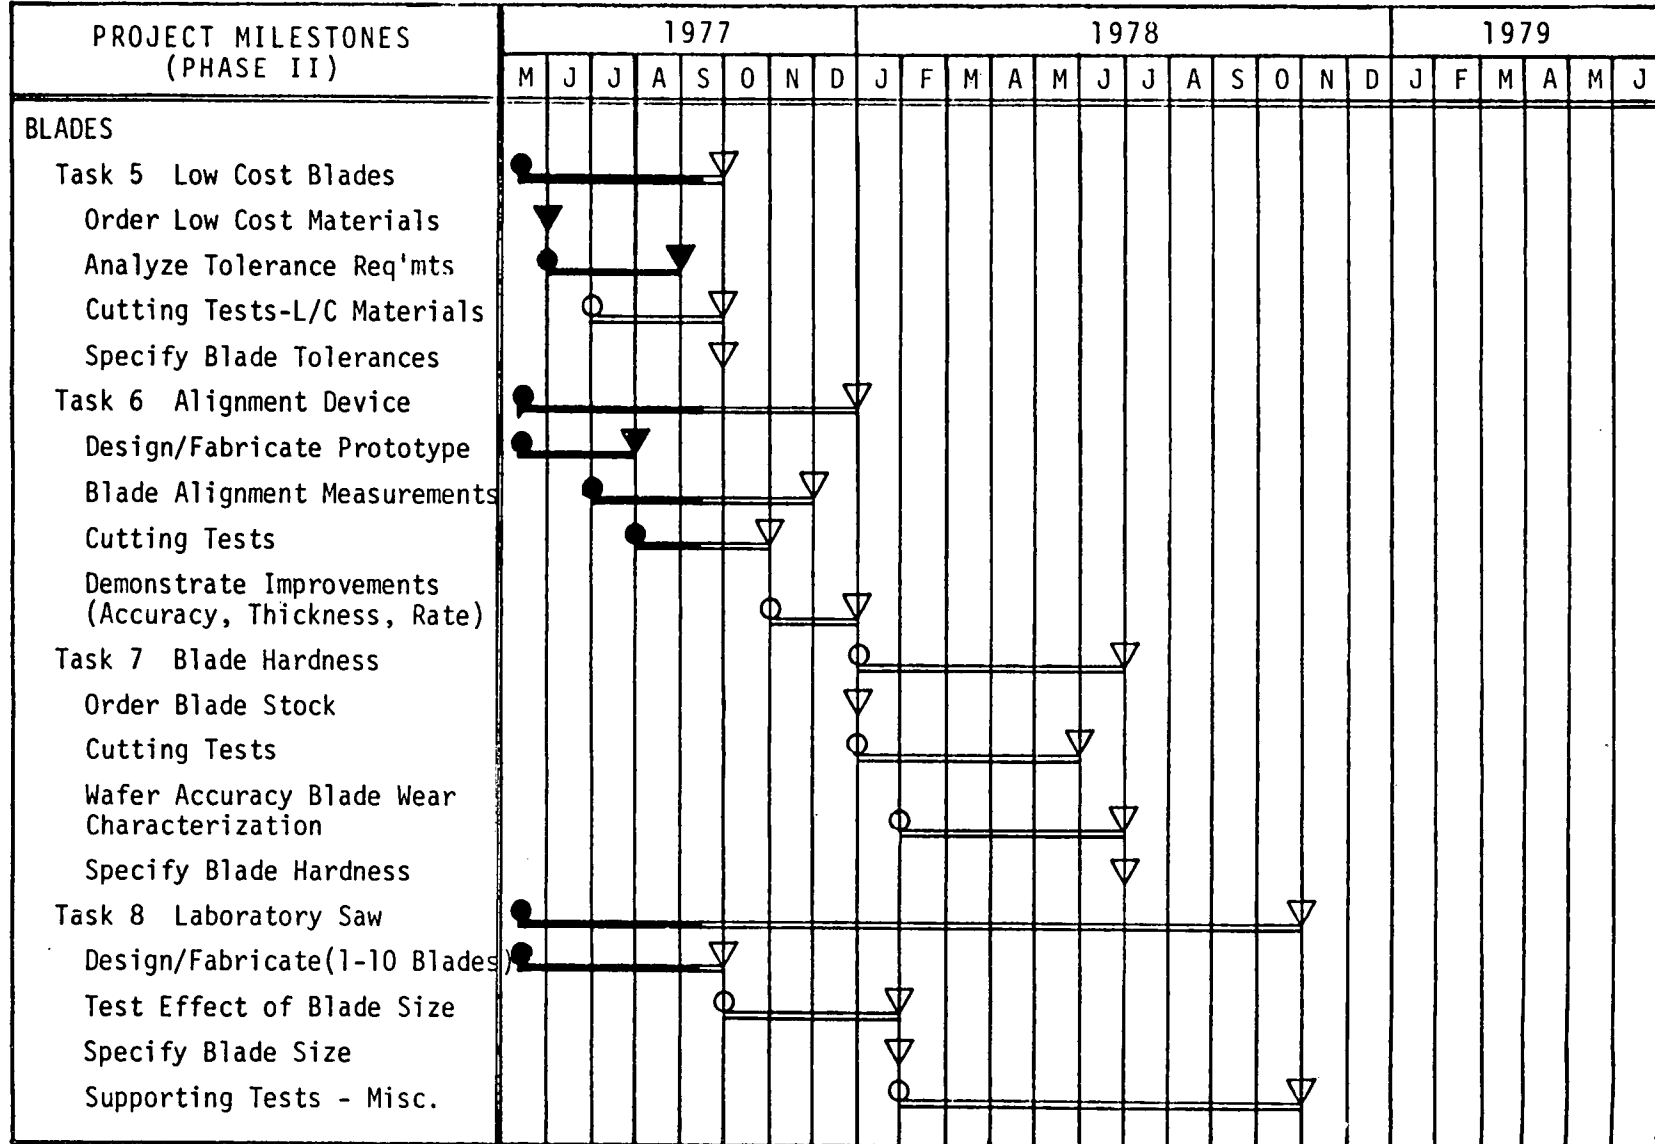 PROJECT MILESTONES
(PHASE II)
1977 1978 1979
M J J A S O N D J F M A M J J A S O N D J F M A M J
BLADES
Task 5 Low Cost Blades
Order Low Cost Materials
Analyze Tolerance Req'mts
Cutting Tests-L/C Materials
Specify Blade Tolerances
Task 6 Alignment Device
Design/Fabricate Prototype
Blade Alignment Measurements
Cutting Tests
Demonstrate Improvements
(Accuracy, Thickness, Rate)
Task 7 Blade Hardness
Order Blade Stock
Cutting Tests
Wafer Accuracy Blade Wear
Characterization
Specify Blade Hardness
Task 8 Laboratory Saw
Design/Fabricate(1-10 Blades)
Test Effect of Blade Size
Specify Blade Size
Supporting Tests - Misc.